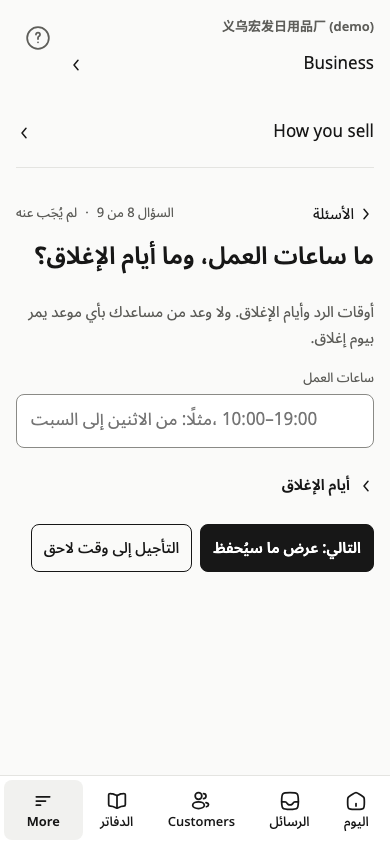 义乌宏发日用品厂 (demo)
Business
How you sell
الأسئلة
السؤال 8 من 9 · لم يُجَب عنه
ما ساعات العمل، وما أيام الإغلاق؟
أوقات الرد وأيام الإغلاق. ولا وعد من مساعدك بأي موعد يمر
بيوم إغلاق.
ساعات العمل
مثلًا: من الاثنين إلى السبت، 10:00–19:00
أيام الإغلاق
التالي: عرض ما سيُحفظ
التأجيل إلى وقت لاحق
اليوم
الرسائل
Customers
الدفاتر
More